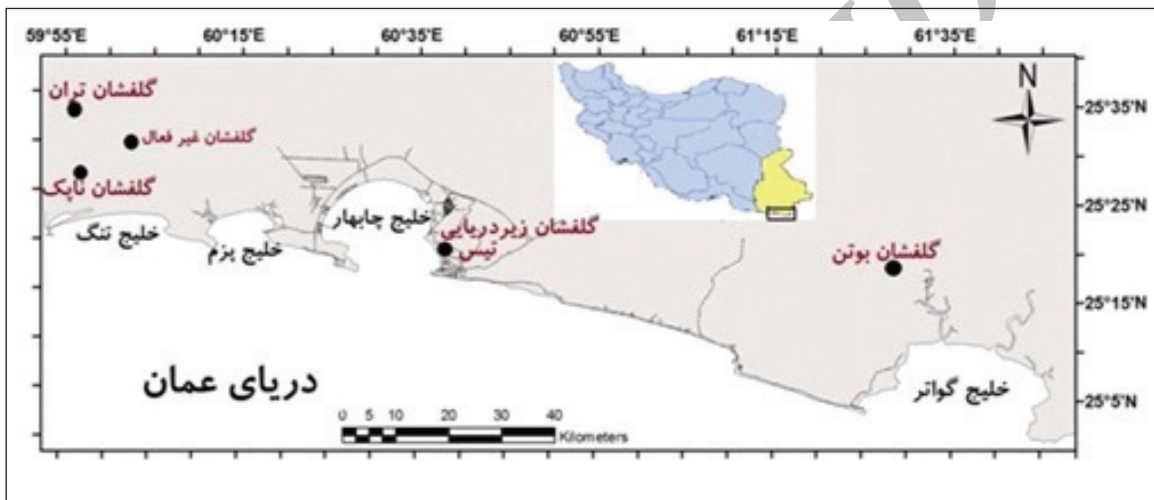 59°55'E 60°15'E 60°35'E 60°55'E 61°15'E 61°35'E
N
گلفشان تران
25°35'N
گلفشان غیر فعال
گلفشان ناپک
25°25'N
خلیج چابهار
گلفشان زیردریایی
تیس
خلیج تنگ
خلیج پزم
گلفشان بوتن
25°15'N
دریای عمان
خلیج گواتر
25°5'N
0 5 10 20 30 40
Kilometers